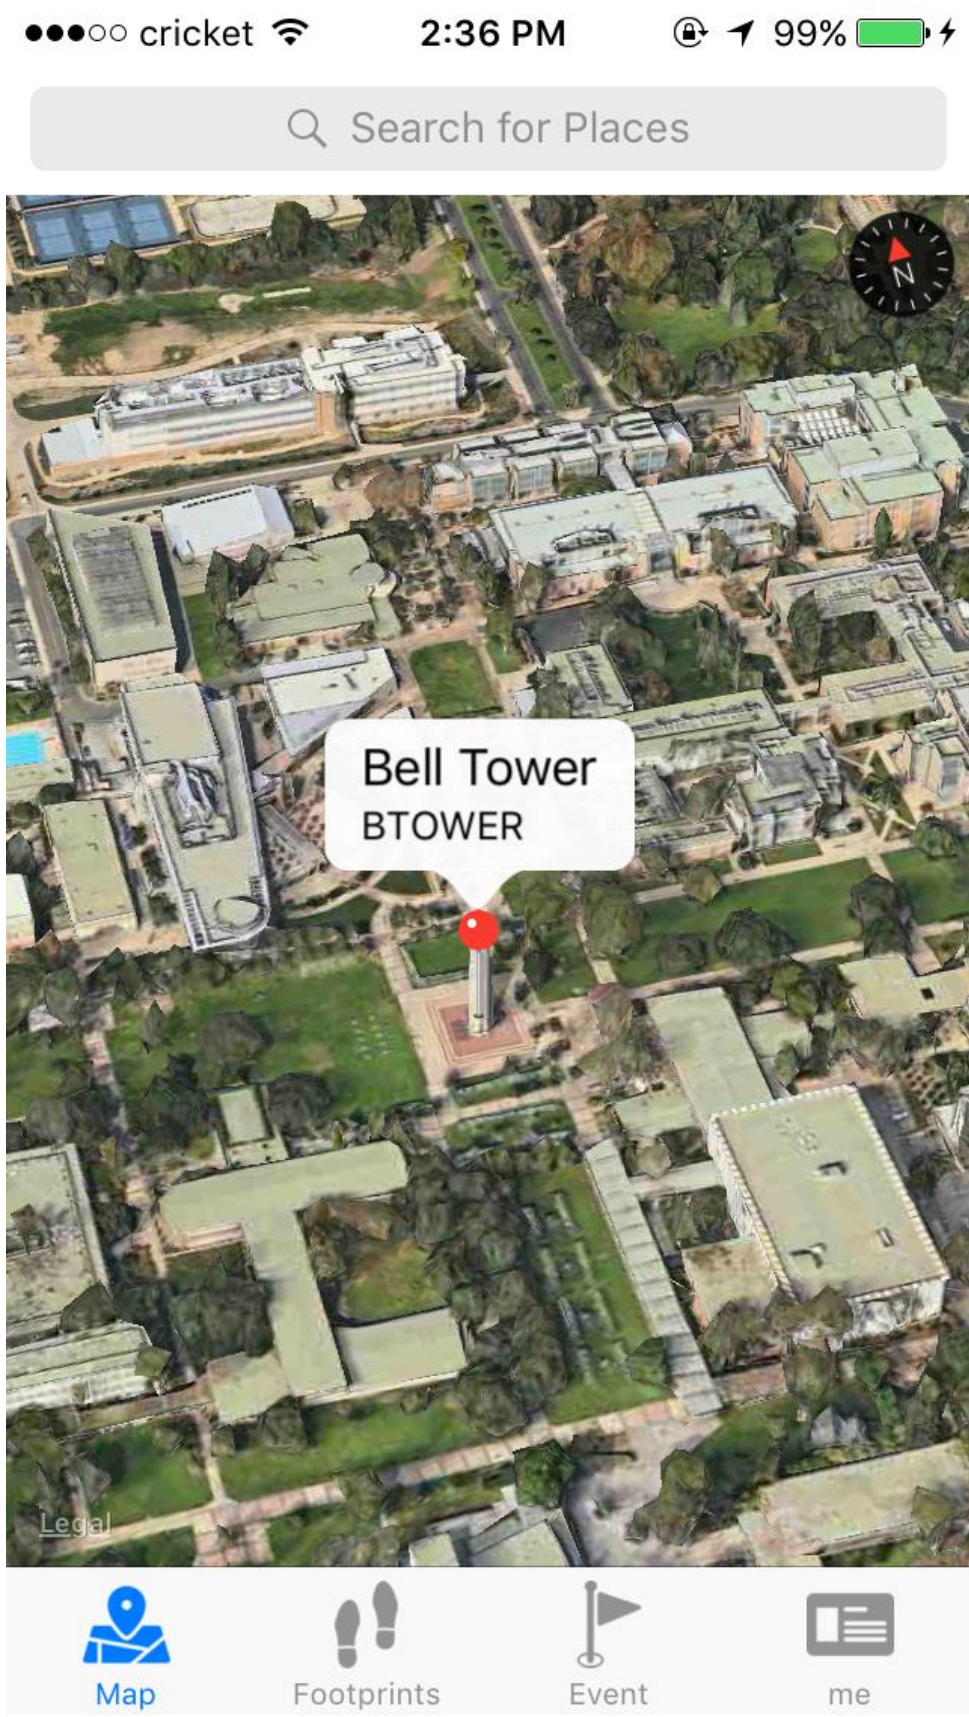 cricket 2:36 PM 99%
Search for Places
N
Bell Tower
BTOWER
Legal
Map Footprints Event me